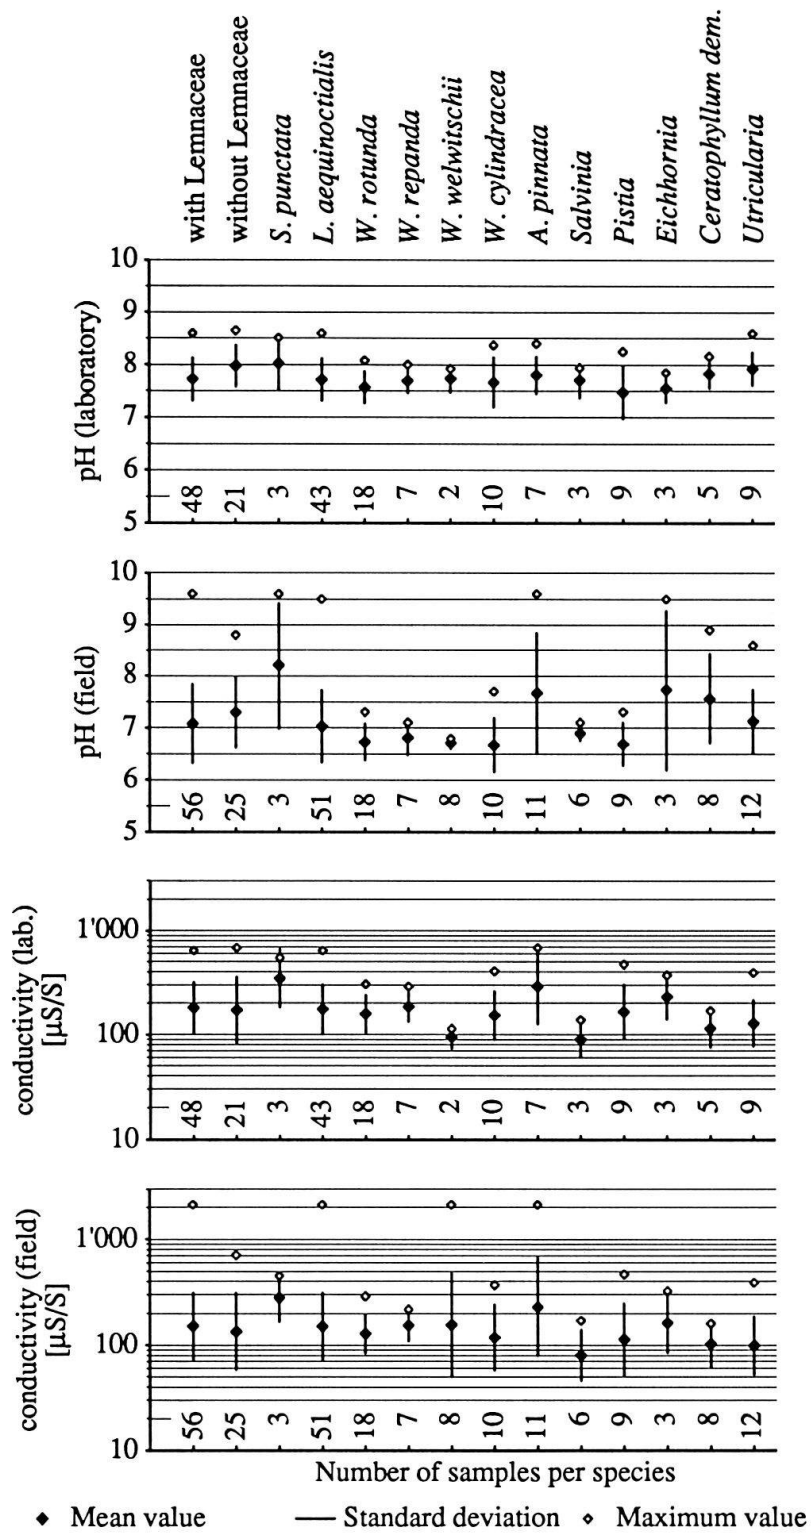 with Lemnaceae
without Lemnaceae
S. punctata
L. aequinoctialis
W. rotunda
W. repanda
W. welwitschii
W. cylindracea
A. pinnata
Salvinia
Pistia
Eichhornia
Ceratophyllum dem.
Utricularia
pH (laboratory)
10
9
8
7
6
5
48 21 3 43 18 7 2 10 7 3 9 3 5 9
pH (field)
10
9
8
7
6
5
56 25 3 51 18 7 8 10 11 6 9 3 8 12
conductivity (lab.)
[µS/S]
1'000
100
10
48 21 3 43 18 7 2 10 7 3 9 3 5 9
conductivity (field)
[µS/S]
1'000
100
10
56 25 3 51 18 7 8 10 11 6 9 3 8 12
Number of samples per species
Mean value Standard deviation Maximum value